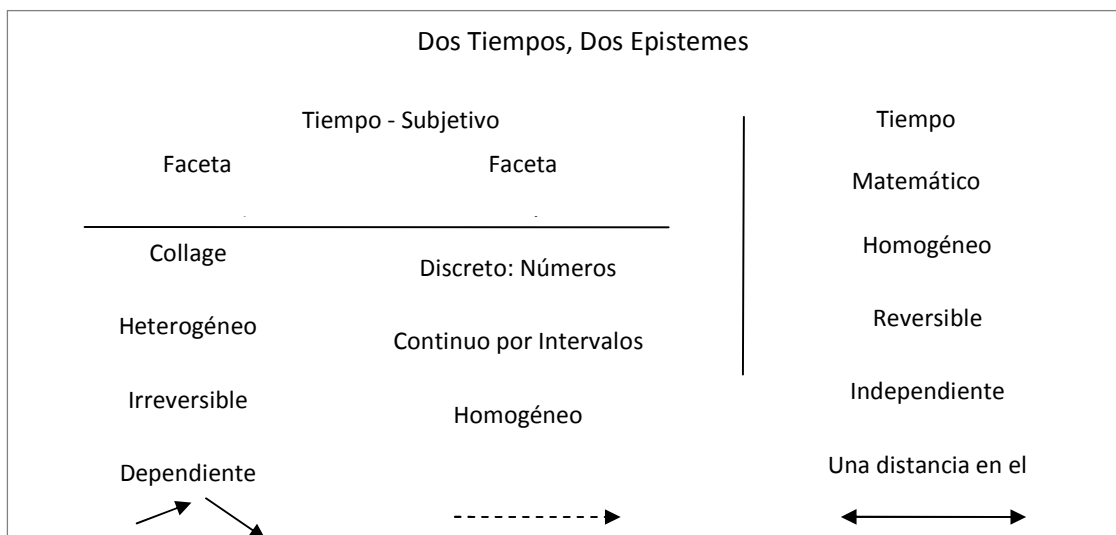 Dos Tiempos, Dos Epistemes
Tiempo - Subjetivo
Faceta
Faceta
Collage
Discreto: Números
Heterogéneo
Continuo por Intervalos
Irreversible
Homogéneo
Dependiente
Tiempo
Matemático
Homogéneo
Reversible
Independiente
Una distancia en el